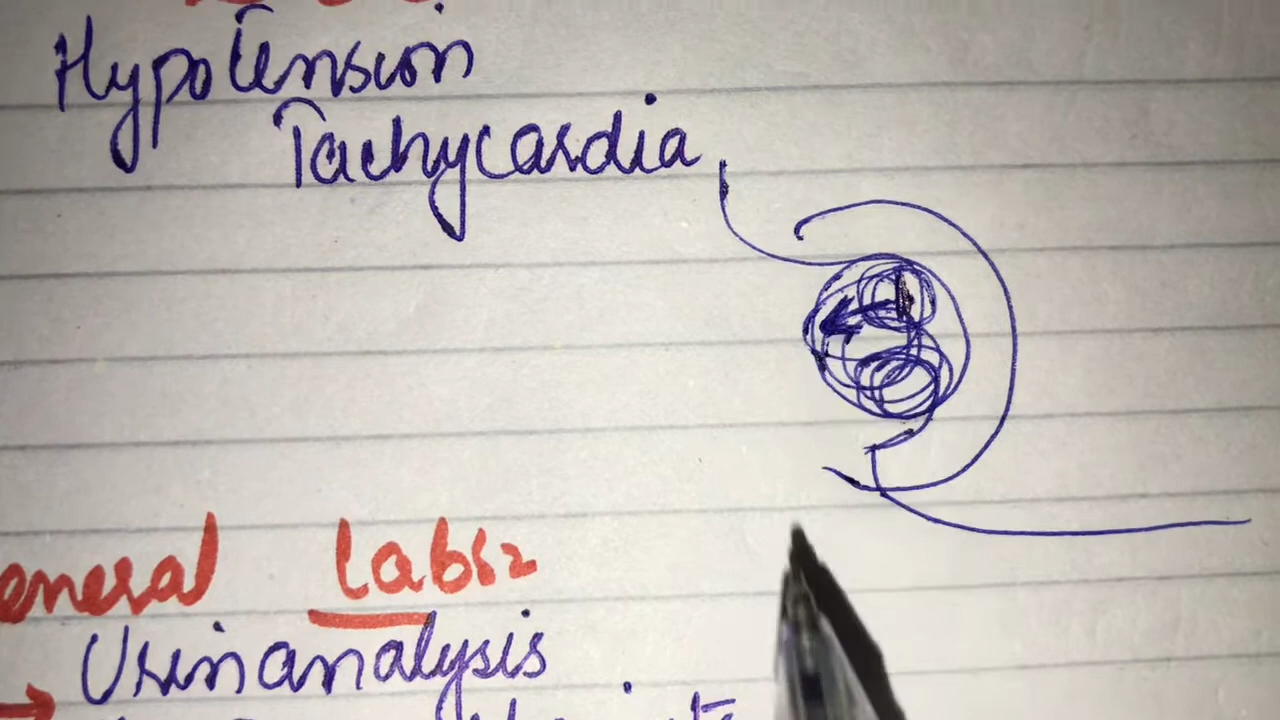 Hypotension
Tachycardia
eneral Labs:
Urinanalysis